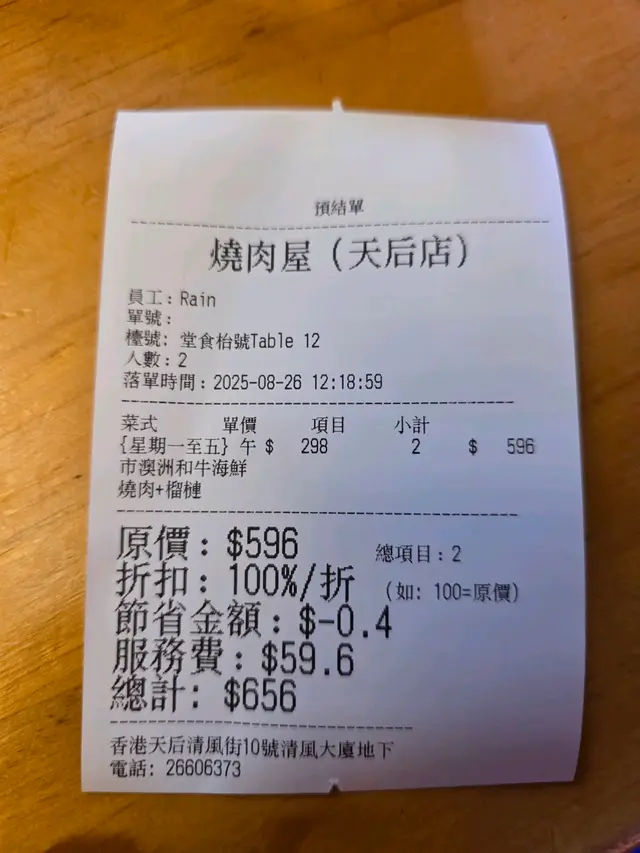 預結單
燒肉屋（天后店）
員工：Rain
單號：
檯號: 堂食枱號Table 12
人數：2
落單時間：2025-08-26 12:18:59
菜式 單價 項目 小計
{星期一至五} 午 $ 298 2 $ 596
市澳洲和牛海鮮
燒肉+榴槤
原價：$596 總項目：2
折扣：100%/折 （如: 100=原價）
節省金額：$-0.4
服務費：$59.6
總計: $656
香港天后清風街10號清風大廈地下
電話: 26606373